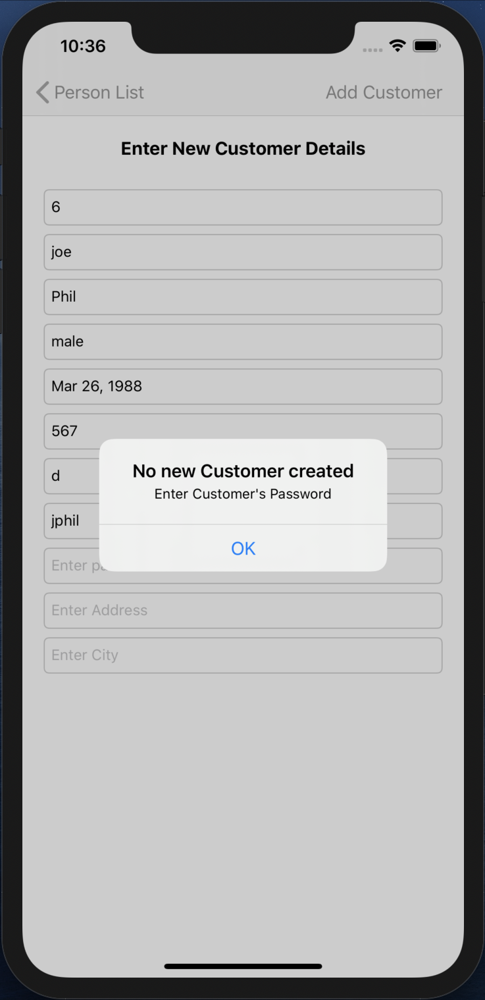 10:36
Person List
Add Customer
Enter New Customer Details
6
joe
Phil
male
Mar 26, 1988
567
d
jphil
No new Customer created
Enter Customer's Password
OK
Enter
Enter Address
Enter City